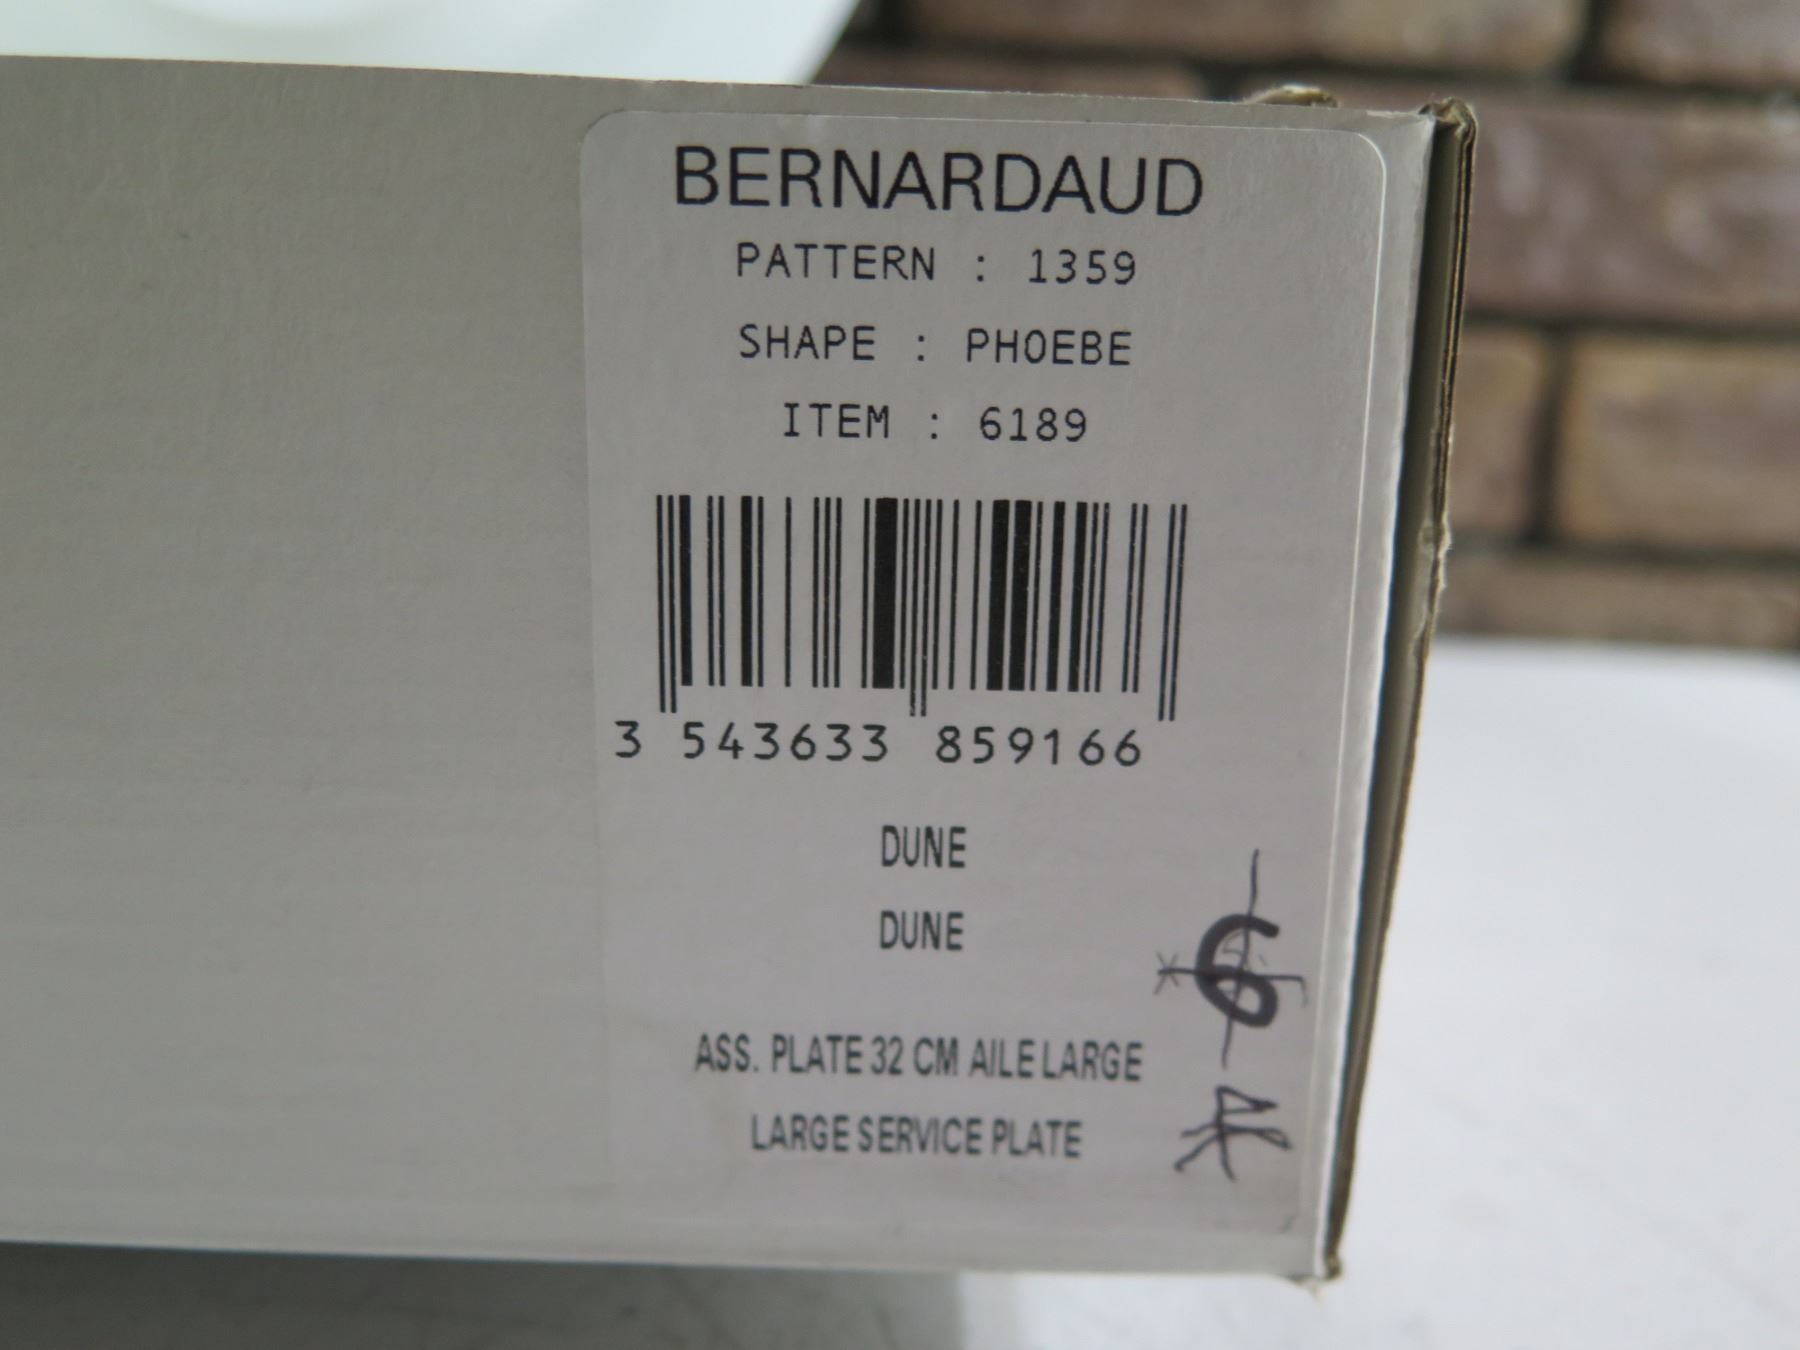 BERNARDAUD
PATTERN : 1359
SHAPE : PHOEBE
ITEM : 6189
3 543633 859166
DUNE
DUNE
6
ASS. PLATE 32 CM AILE LARGE
LARGE SERVICE PLATE